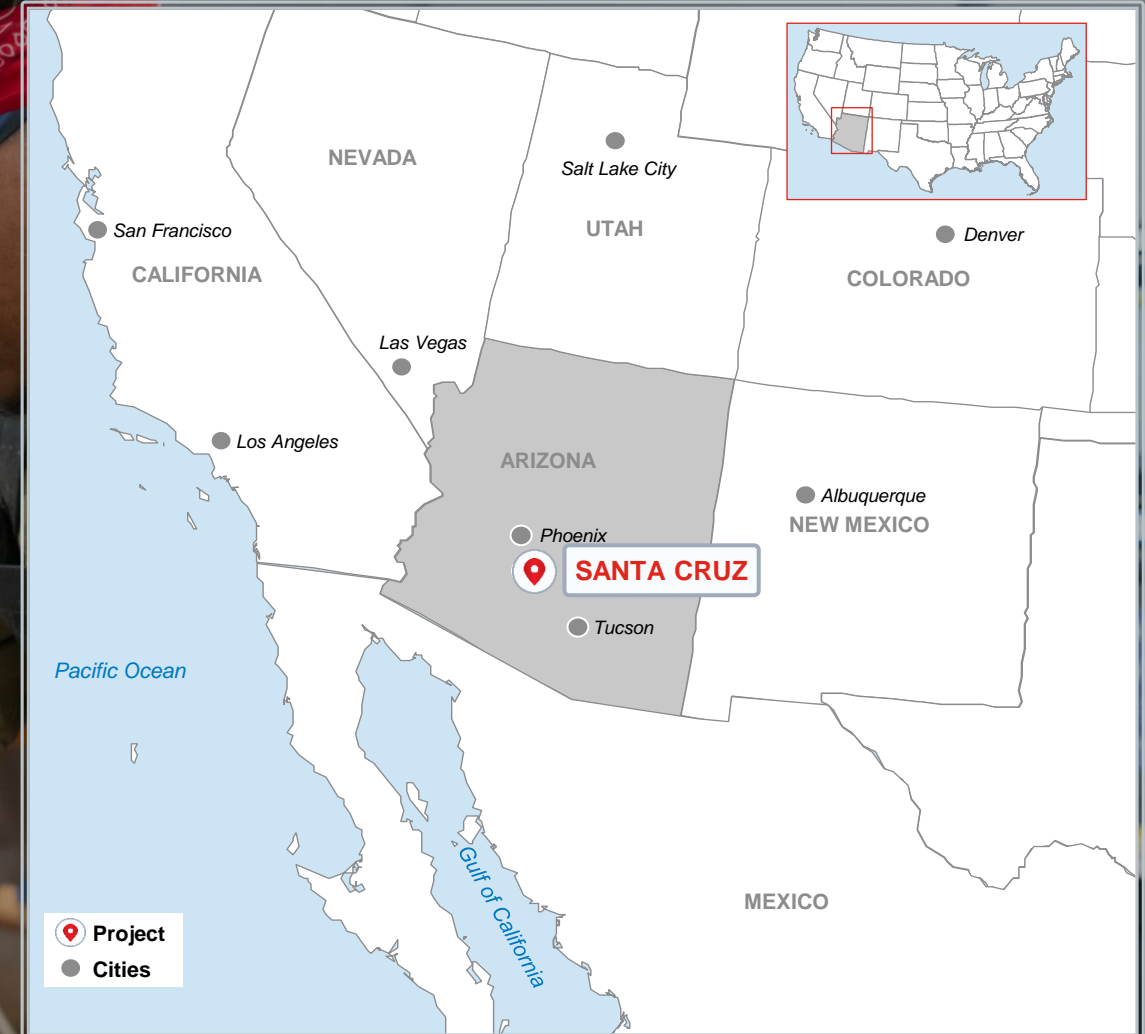 NEVADA
Salt Lake City
UTAH
San Francisco
Denver
CALIFORNIA
COLORADO
Las Vegas
Los Angeles
ARIZONA
Albuquerque
NEW MEXICO
Phoenix
SANTA CRUZ
Tucson
Pacific Ocean
Gulf of California
MEXICO
Project
Cities